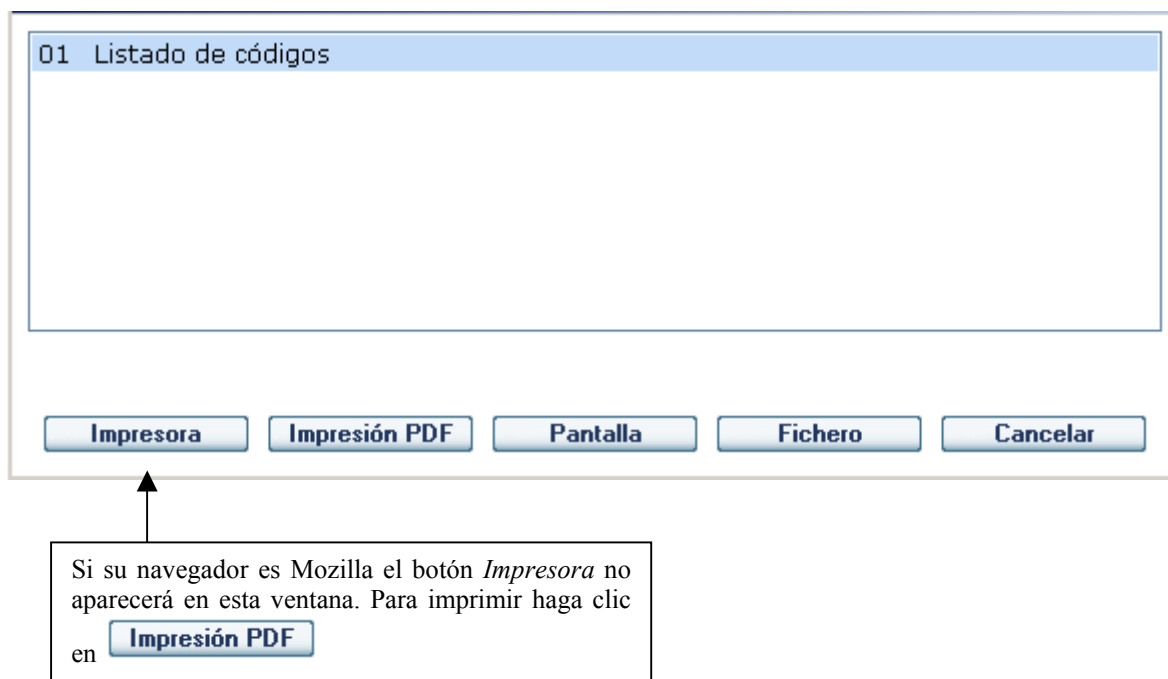 01 Listado de códigos
Impresora Impresión PDF Pantalla Fichero Cancelar
Si su navegador es Mozilla el botón Impresora no
aparecerá en esta ventana. Para imprimir haga clic
en Impresión PDF